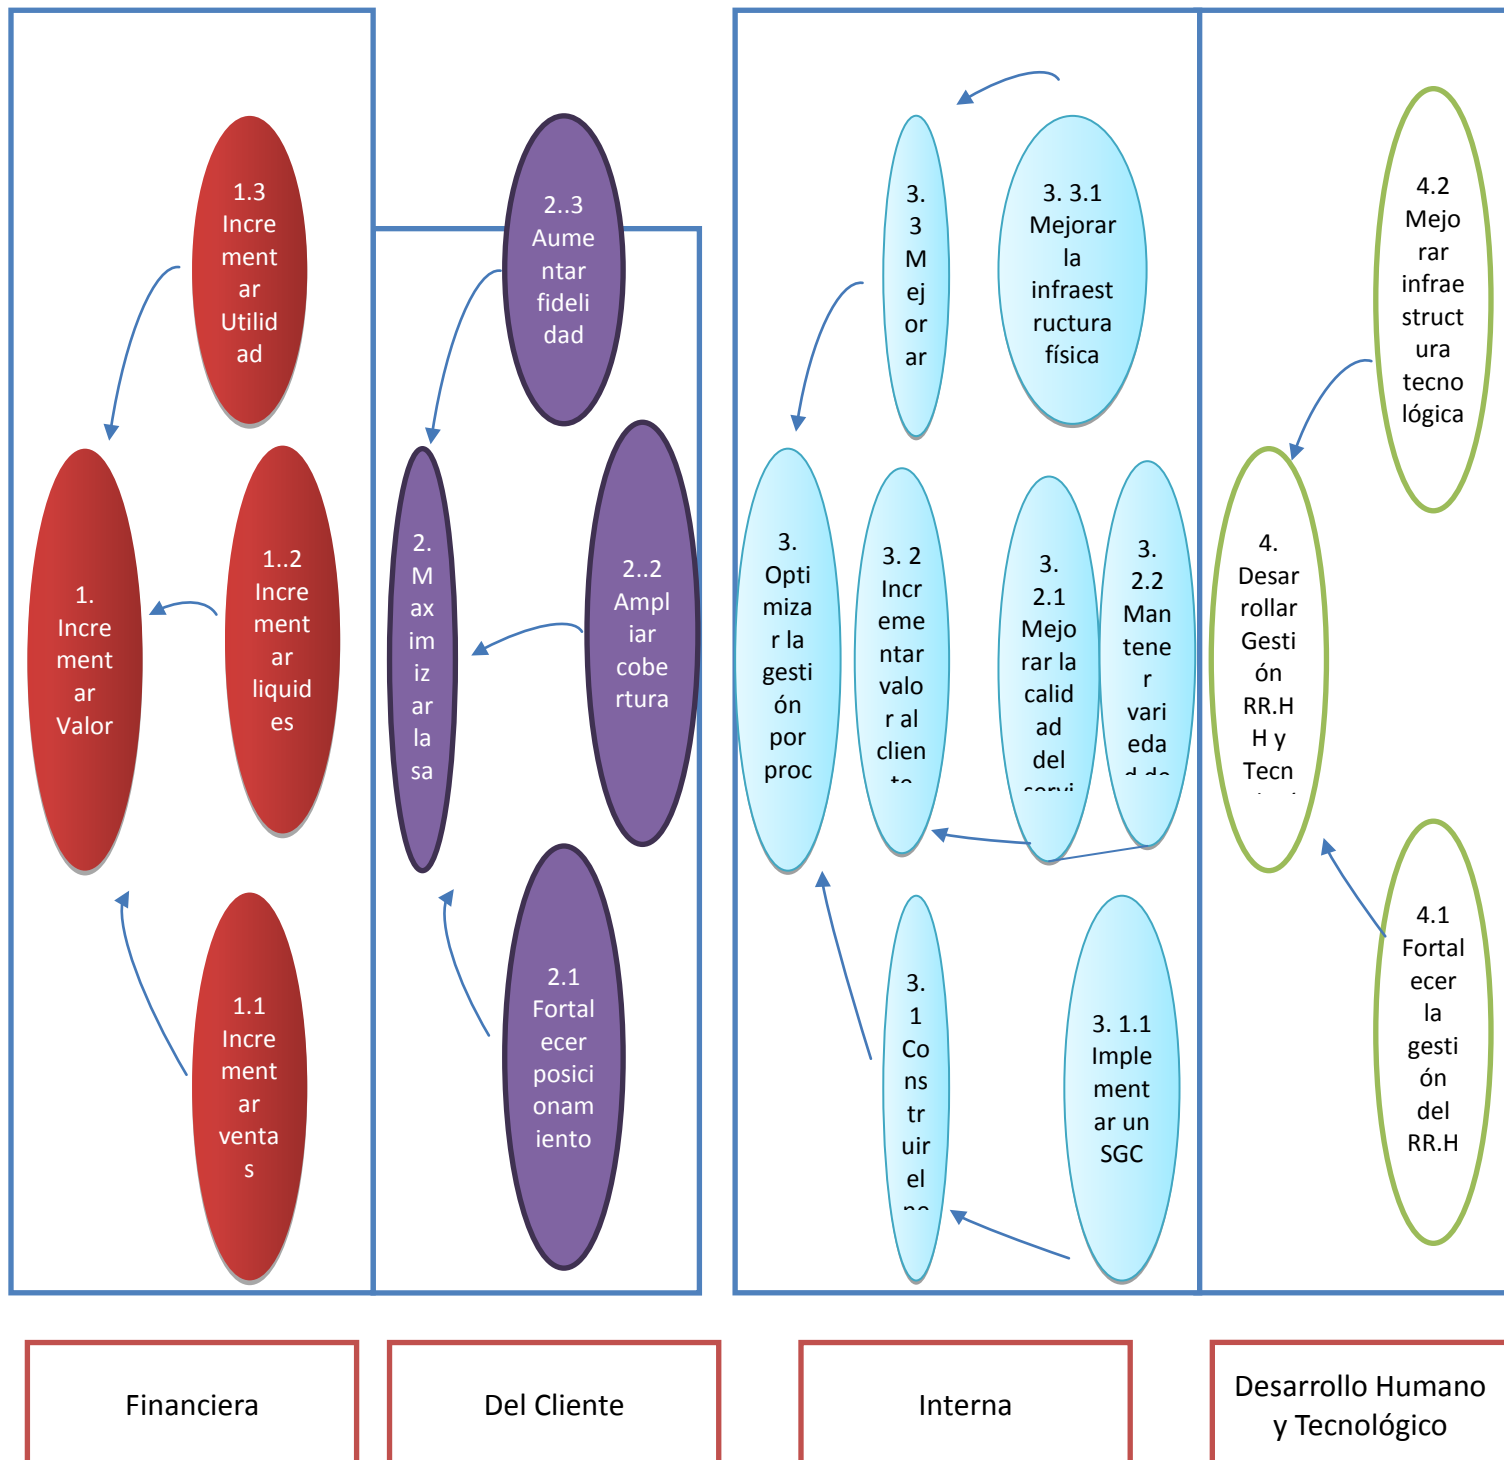 1.3
Incre
ment
ar
Utilid
ad
1.
Incre
ment
ar
Valor
1..2
Incre
ment
ar
liquid
es
1.1
Incre
ment
ar
venta
s
2..3
Aume
ntar
fideli
dad
2.
M
ax
im
iz
ar
la
sa
2..2
Ampl
iar
cobe
rtura
2.1
Fortal
ecer
posici
onam
iento
3.
3 M
ej
or
ar
3. 3.1
Mejorar
la
infraest
ructura
física
3.
Opti
miza
r la
gesti
ón
por
proc
3. 2
Incr
eme
ntar
valo
r al
clien
te
3.
2.1
Mejo
rar la
calid
ad
del
servi
3.
2.2
Man
tene
r
vari
eda
d de
3.
1
Co
ns
tr
uir
el
3. 1.1
Imple
ment
ar un
SGC
4.2
Mejo
rar
infrae
struct
ura
tecno
lógica
4.
Desar
rollar
Gesti
ón
RR.H
H y
Tecn
4.1
Fortal
ecer
la
gesti
ón
del
RR.H
Financiera
Del Cliente
Interna
Desarrollo Humano
y Tecnológico